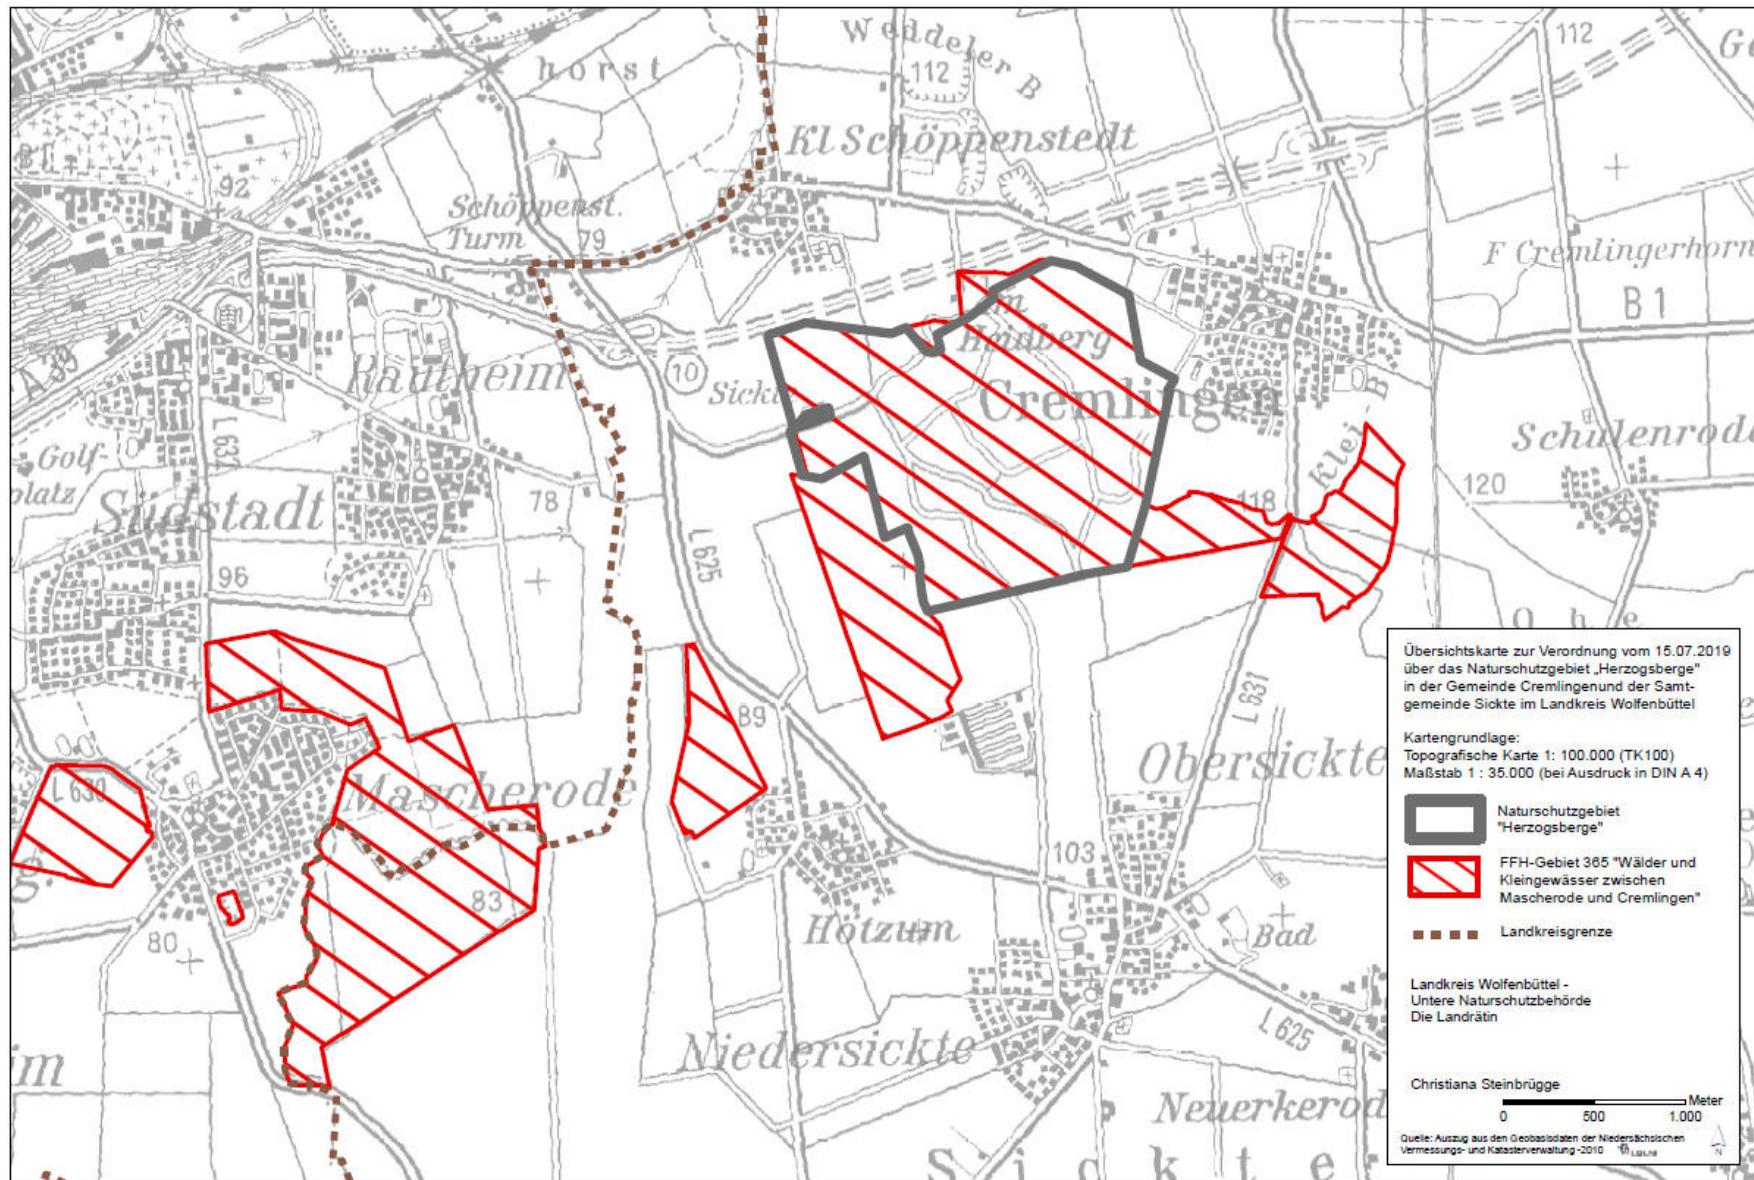 Weddeler B
112
112
horst
Kl Schöppenstedt
92
Schöppenst.
Turm
79
F Cremlingerhorn
B 1
Im
Heidberg
Rautheim
10
A 39
Sickte
Cremlingen
L 631
Golf-
platz
Klei-B
Schulenrode
Südstadt
78
118
120
L 625
96
O h e
89
L 631
Obersickte
L 630
Mascherode
103
83
80
Hötzum
Bad
L 625
Niedersickte
Neuerkerod
S i c k t e
Übersichtskarte zur Verordnung vom 15.07.2019
über das Naturschutzgebiet „Herzogsberge"
in der Gemeinde Cremlingenund der Samt-
gemeinde Sickte im Landkreis Wolfenbüttel
Kartengrundlage:
Topografische Karte 1: 100.000 (TK100)
Maßstab 1 : 35.000 (bei Ausdruck in DIN A 4)
Naturschutzgebiet
"Herzogsberge"
FFH-Gebiet 365 "Wälder und
Kleingewässer zwischen
Mascherode und Cremlingen"
Landkreisgrenze
Landkreis Wolfenbüttel -
Untere Naturschutzbehörde
Die Landrätin
Christiana Steinbrügge
Meter
0 500 1.000
Quelle: Auszug aus den Geobasisdaten der Niedersächsischen
Vermessungs- und Katasterverwaltung -2010 LGLN
N